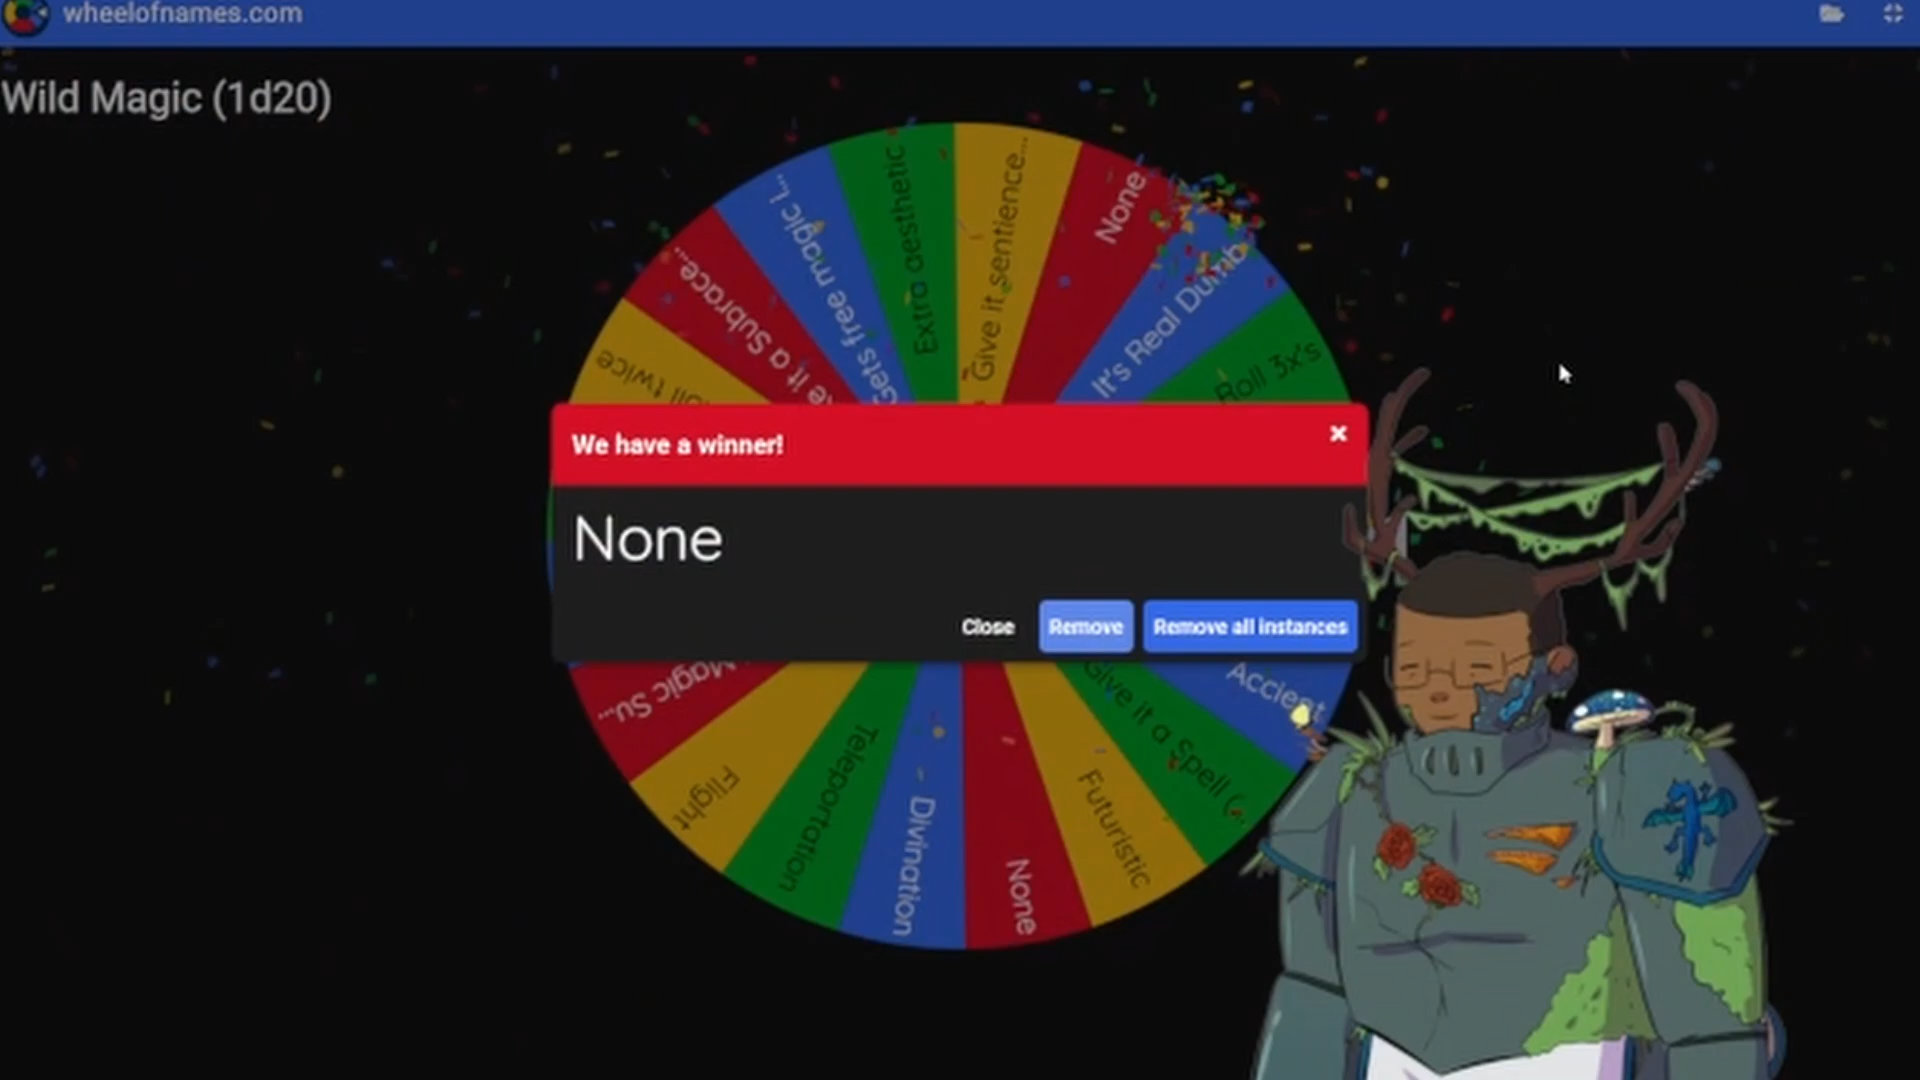 wheelofnames.com
Wild Magic (1d20)
Extra aesthetic
Give it sentience...
None
It's Real Dumb
Roll 3x's
Gets free magic i...
it a Subrace...
twice
We have a winner!
None
Close
Remove
Remove all instances
Magic Su...
Flight
Teleportation
Divination
None
Futuristic
Give it a Spell (...